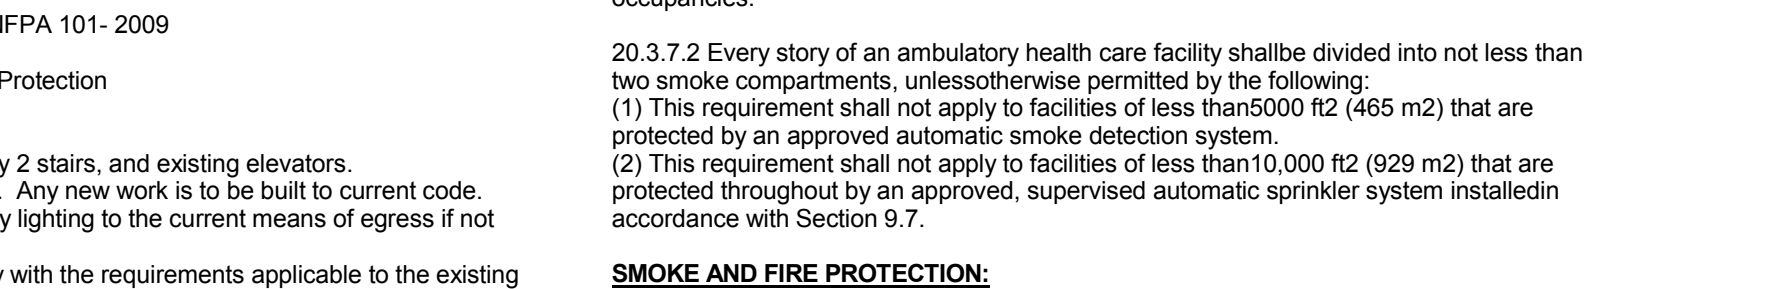 NFPA 101- 2009
Protection
2 stairs, and existing elevators.
. Any new work is to be built to current code.
lighting to the current means of egress if not
with the requirements applicable to the existing
occupancies.
20.3.7.2 Every story of an ambulatory health care facility shallbe divided into not less than
two smoke compartments, unlessotherwise permitted by the following:
(1) This requirement shall not apply to facilities of less than5000 ft2 (465 m2) that are
protected by an approved automatic smoke detection system.
(2) This requirement shall not apply to facilities of less than10,000 ft2 (929 m2) that are
protected throughout by an approved, supervised automatic sprinkler system installedin
accordance with Section 9.7.
SMOKE AND FIRE PROTECTION: